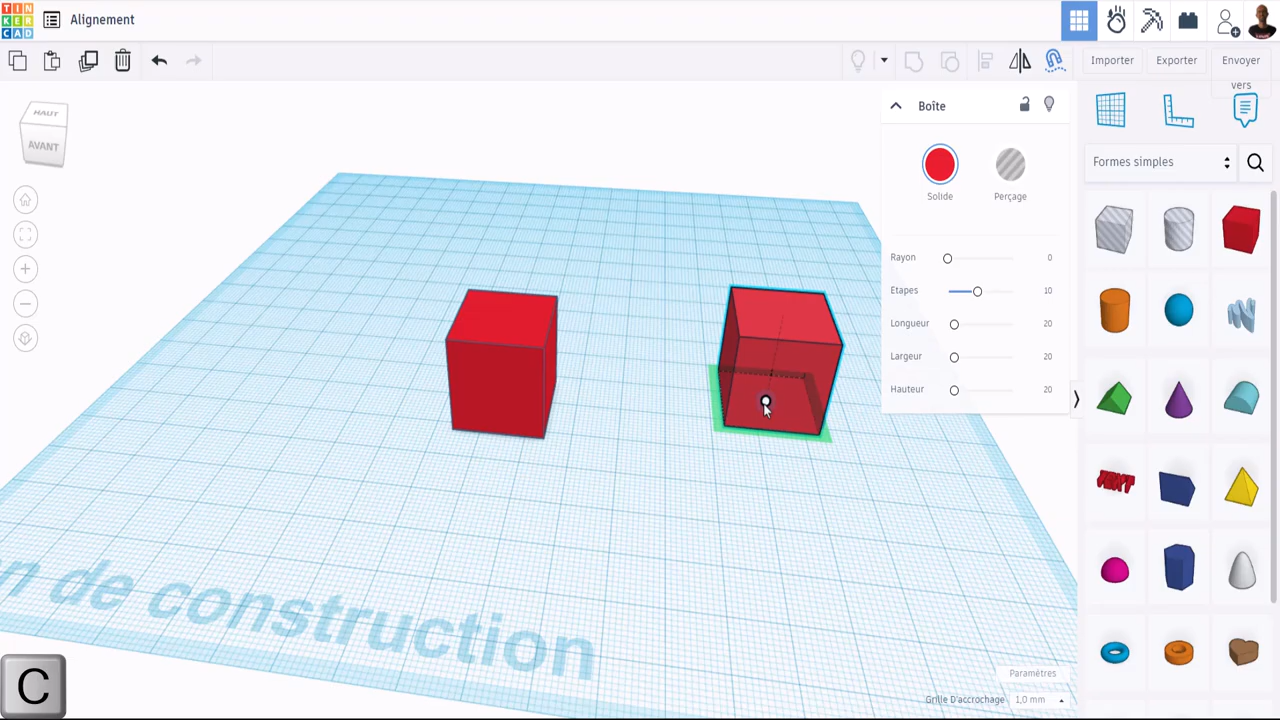 TIN
KER
CAD
Alignement
Importer
Exporter
Envoyer
vers
HAUT
AVANT
Boîte
Solide
Perçage
Rayon
0
Etapes
10
Longueur
20
Largeur
20
Hauteur
20
Formes simples
TEXT
n de construction
Paramètres
Grille D'accrochage
1,0 mm
C